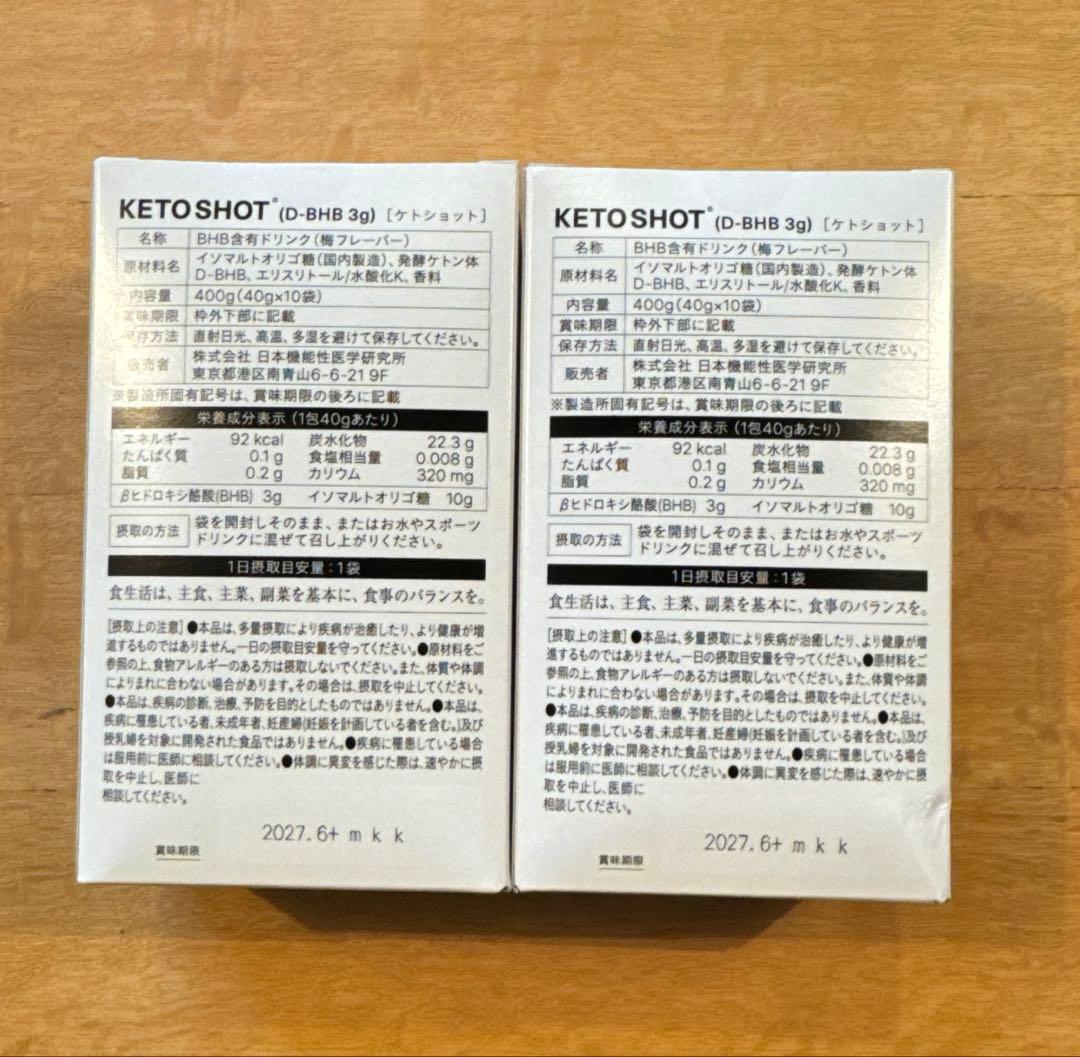 KETO SHOT® (D-BHB 3g) [ケトショット]
名称 BHB含有ドリンク(梅フレーバー)
原材料名 イソマルトオリゴ糖(国内製造)、発酵ケトン体
D-BHB、エリスリトール/水酸化K、香料
内容量 400g(40g×10袋)
賞味期限 枠外下部に記載
保存方法 直射日光、高温、多湿を避けて保存してください。
販売者 株式会社 日本機能性医学研究所
東京都港区南青山6-6-21 9F
※製造所固有記号は、賞味期限の後ろに記載
栄養成分表示(1包40gあたり)
エネルギー 92 kcal 炭水化物 22.3 g
たんぱく質 0.1 g 食塩相当量 0.008 g
脂質 0.2 g カリウム 320 mg
βヒドロキシ酪酸(BHB) 3g イソマルトオリゴ糖 10g
摂取の方法 袋を開封しそのまま、またはお水やスポーツ
ドリンクに混ぜて召し上がりください。
1日摂取目安量:1袋
食生活は、主食、主菜、副菜を基本に、食事のバランスを。
[摂取上の注意]●本品は、多量摂取により疾病が治癒したり、より健康が増
進するものではありません。一日の摂取目安量を守ってください。●原材料をご
参照の上、食物アレルギーのある方は摂取しないでください。また、体質や体調
によりまれに合わない場合があります。その場合は、摂取を中止してください。
●本品は、疾病の診断、治療、予防を目的としたものではありません。●本品は、
疾病に罹患している者、未成年者、妊産婦(妊娠を計画している者を含む。)及び
授乳婦を対象に開発された食品ではありません。●疾病に罹患している場合
は服用前に医師に相談してください。●体調に異変を感じた際は、速やかに摂
取を中止し、医師に
相談してください。
2027.6+ m k k
賞味期限
KETO SHOT® (D-BHB 3g) [ケトショット]
名称 BHB含有ドリンク(梅フレーバー)
原材料名 イソマルトオリゴ糖(国内製造)、発酵ケトン体
D-BHB、エリスリトール/水酸化K、香料
内容量 400g(40g×10袋)
賞味期限 枠外下部に記載
保存方法 直射日光、高温、多湿を避けて保存してください。
販売者 株式会社 日本機能性医学研究所
東京都港区南青山6-6-21 9F
※製造所固有記号は、賞味期限の後ろに記載
栄養成分表示(1包40gあたり)
エネルギー 92 kcal 炭水化物 22.3 g
たんぱく質 0.1 g 食塩相当量 0.008 g
脂質 0.2 g カリウム 320 mg
βヒドロキシ酪酸(BHB) 3g イソマルトオリゴ糖 10g
摂取の方法 袋を開封しそのまま、またはお水やスポーツ
ドリンクに混ぜて召し上がりください。
1日摂取目安量:1袋
食生活は、主食、主菜、副菜を基本に、食事のバランスを。
[摂取上の注意]●本品は、多量摂取により疾病が治癒したり、より健康が増
進するものではありません。一日の摂取目安量を守ってください。●原材料をご
参照の上、食物アレルギーのある方は摂取しないでください。また、体質や体調
によりまれに合わない場合があります。その場合は、摂取を中止してください。
●本品は、疾病の診断、治療、予防を目的としたものではありません。●本品は、
疾病に罹患している者、未成年者、妊産婦(妊娠を計画している者を含む。)及び
授乳婦を対象に開発された食品ではありません。●疾病に罹患している場合
は服用前に医師に相談してください。●体調に異変を感じた際は、速やかに摂
取を中止し、医師に
相談してください。
2027.6+ m k k
賞味期限